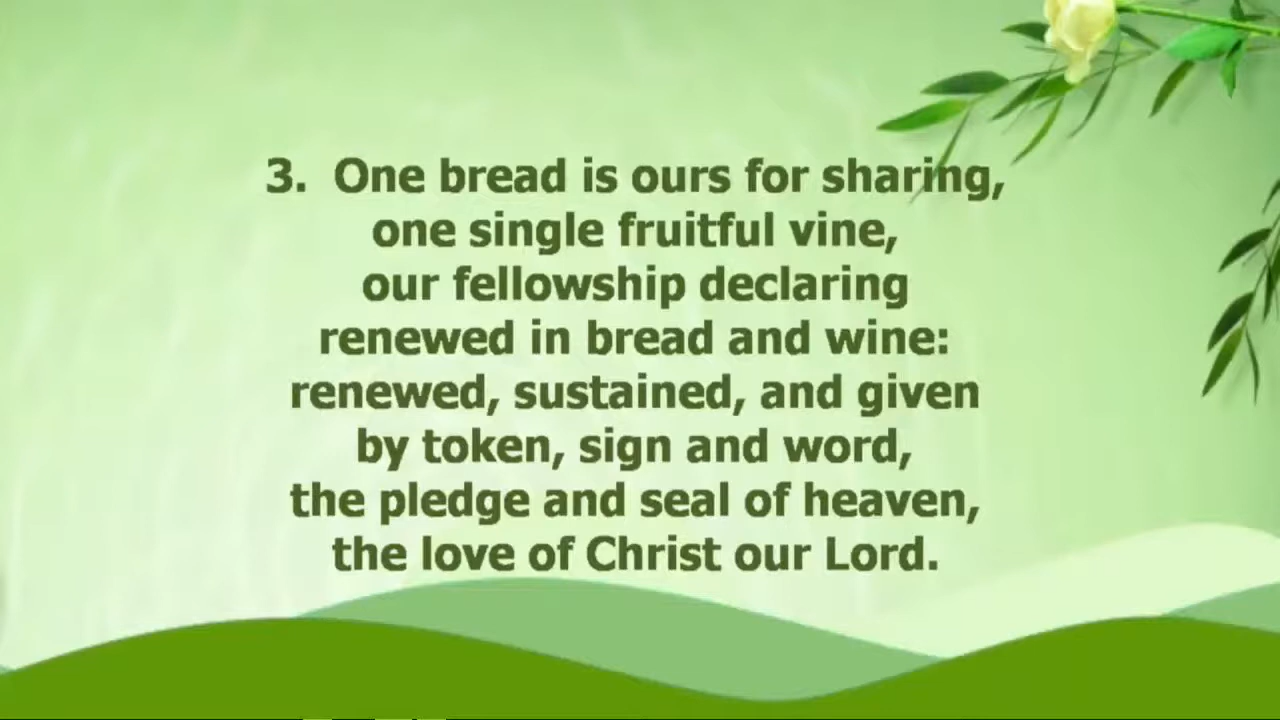 3. One bread is ours for sharing,
one single fruitful vine,
our fellowship declaring
renewed in bread and wine:
renewed, sustained, and given
by token, sign and word,
the pledge and seal of heaven,
the love of Christ our Lord.